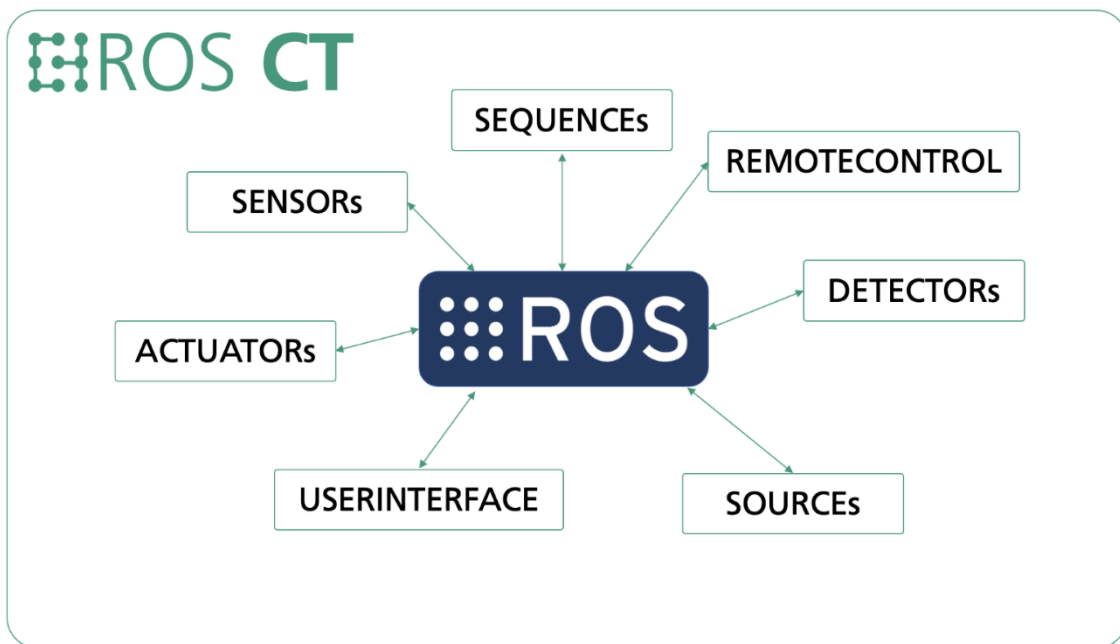 ROS CT
SEQUENCEs
REMOTECONTROL
SENSORs
DETECTORs
ROS
ACTUATORs
USERINTERFACE
SOURCEs